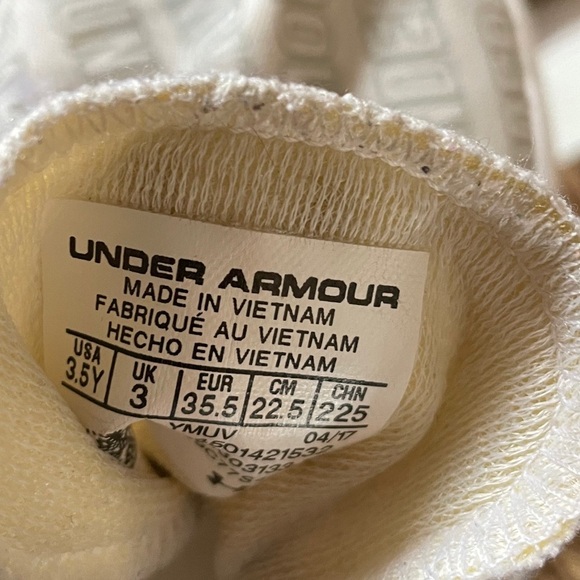 UNDER ARMOUR
MADE IN VIETNAM
FABRIQUÉ AU VIETNAM
HECHO EN VIETNAM
USA UK EUR CM CHN
3.5Y 3 35.5 22.5 225
YMUV 04/17